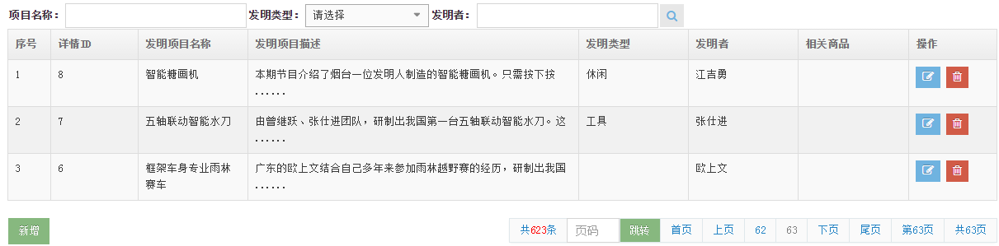 项目名称： 发明类型： 请选择 发明者：
序号 详情ID 发明项目名称 发明项目描述 发明类型 发明者 相关商品 操作
1 8 智能糖画机 本期节目介绍了烟台一位发明人制造的智能糖画机。只需按下按 休闲 江吉勇
......
2 7 五轴联动智能水刀 由曾继跃、张仕进团队，研制出我国第一台五轴联动智能水刀。这 工具 张仕进
......
3 6 框架车身专业雨林 广东的欧上文结合自己多年来参加雨林越野赛的经历，研制出我国 欧上文
赛车 ......
新增 共623条 页码 跳转 首页 上页 62 63 下页 尾页 第63页 共63页